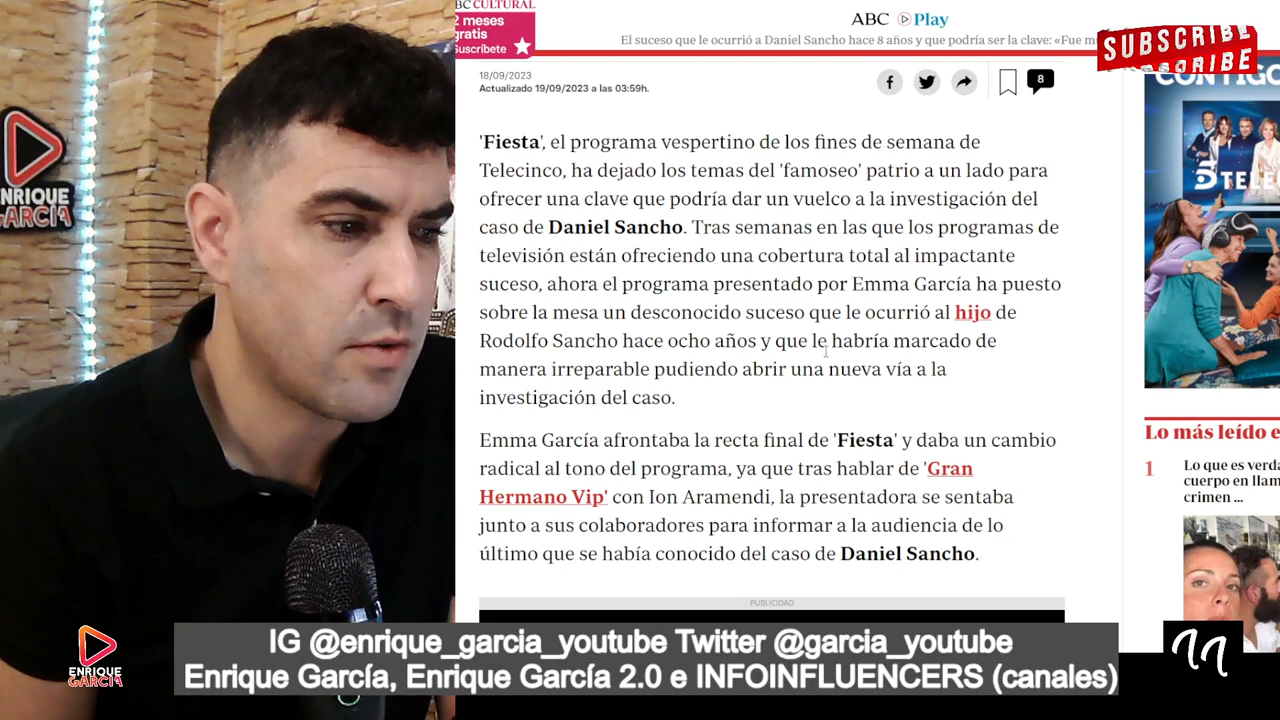 BC CULTURAL
2 meses
gratis
Suscríbete
ABC Play
El suceso que le ocurrió a Daniel Sancho hace 8 años y que podría ser la clave: «Fue m
SUBSCRIBE
SCRIBE
18/09/2023
Actualizado 19/09/2023 a las 03:59h.
8
CONTIGO
5 TELE
ENRIQUE
GARCÍA
'Fiesta', el programa vespertino de los fines de semana de
Telecinco, ha dejado los temas del 'famoseo' patrio a un lado para
ofrecer una clave que podría dar un vuelco a la investigación del
caso de Daniel Sancho. Tras semanas en las que los programas de
televisión están ofreciendo una cobertura total al impactante
suceso, ahora el programa presentado por Emma García ha puesto
sobre la mesa un desconocido suceso que le ocurrió al hijo de
Rodolfo Sancho hace ocho años y que le habría marcado de
manera irreparable pudiendo abrir una nueva vía a la
investigación del caso.
Emma García afrontaba la recta final de 'Fiesta' y daba un cambio
radical al tono del programa, ya que tras hablar de 'Gran
Hermano Vip' con Ion Aramendi, la presentadora se sentaba
junto a sus colaboradores para informar a la audiencia de lo
último que se había conocido del caso de Daniel Sancho.
Lo más leído e
1
Lo que es verda
cuerpo en llam
crimen ...
PUBLICIDAD
IG @enrique_garcia_youtube Twitter @garcia_youtube
Enrique García, Enrique García 2.0 e INFOINFLUENCERS (canales)
ENRIQUE
GARCÍA